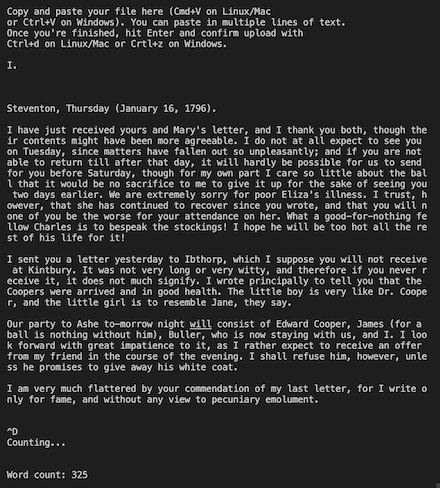 Copy and paste your file here (Cmd+V on Linux/Mac
or Ctrl+V on Windows). You can paste in multiple lines of text.
Once you're finished, hit Enter and confirm upload with
Ctrl+d on Linux/Mac or Crtl+z on Windows.
I.
Steventon, Thursday (January 16, 1796).
I have just received yours and Mary's letter, and I thank you both, though the
ir contents might have been more agreeable. I do not at all expect to see you
on Tuesday, since matters have fallen out so unpleasantly; and if you are not
able to return till after that day, it will hardly be possible for us to send
for you before Saturday, though for my own part I care so little about the bal
l that it would be no sacrifice to me to give it up for the sake of seeing you
two days earlier. We are extremely sorry for poor Eliza's illness. I trust, h
owever, that she has continued to recover since you wrote, and that you will n
one of you be the worse for your attendance on her. What a good-for-nothing fe
llow Charles is to bespeak the stockings! I hope he will be too hot all the re
st of his life for it!
I sent you a letter yesterday to Ibthorp, which I suppose you will not receive
at Kintbury. It was not very long or very witty, and therefore if you never r
eceive it, it does not much signify. I wrote principally to tell you that the
Coopers were arrived and in good health. The little boy is very like Dr. Coope
r, and the little girl is to resemble Jane, they say.
Our party to Ashe to-morrow night will consist of Edward Cooper, James (for a
ball is nothing without him), Buller, who is now staying with us, and I. I loo
k forward with great impatience to it, as I rather expect to receive an offer
from my friend in the course of the evening. I shall refuse him, however, unle
ss he promises to give away his white coat.
I am very much flattered by your commendation of my last letter, for I write o
nly for fame, and without any view to pecuniary emolument.
^D
Counting...
Word count: 325